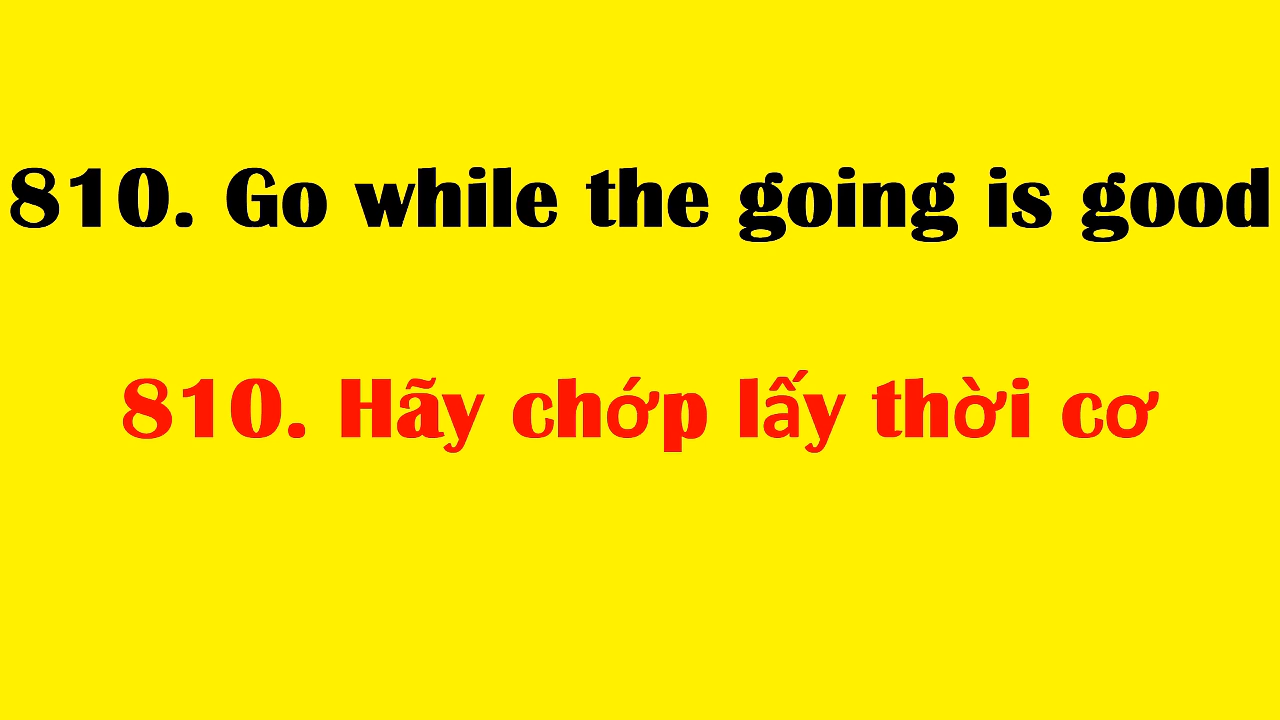 810. Go while the going is good
810. Hãy chớp lấy thời cơ